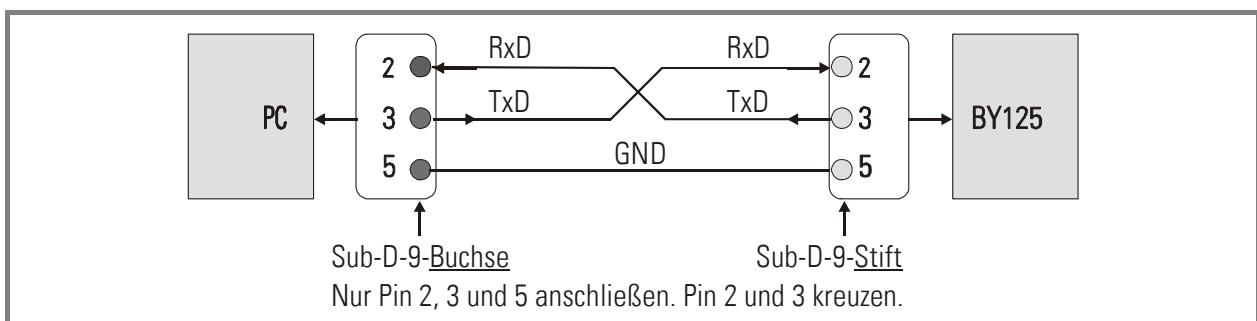 RxD RxD
2 2
TxD TxD
PC 3 3 BY125
GND
5 5
Sub-D-9-Buchse Sub-D-9-Stift
Nur Pin 2, 3 und 5 anschließen. Pin 2 und 3 kreuzen.